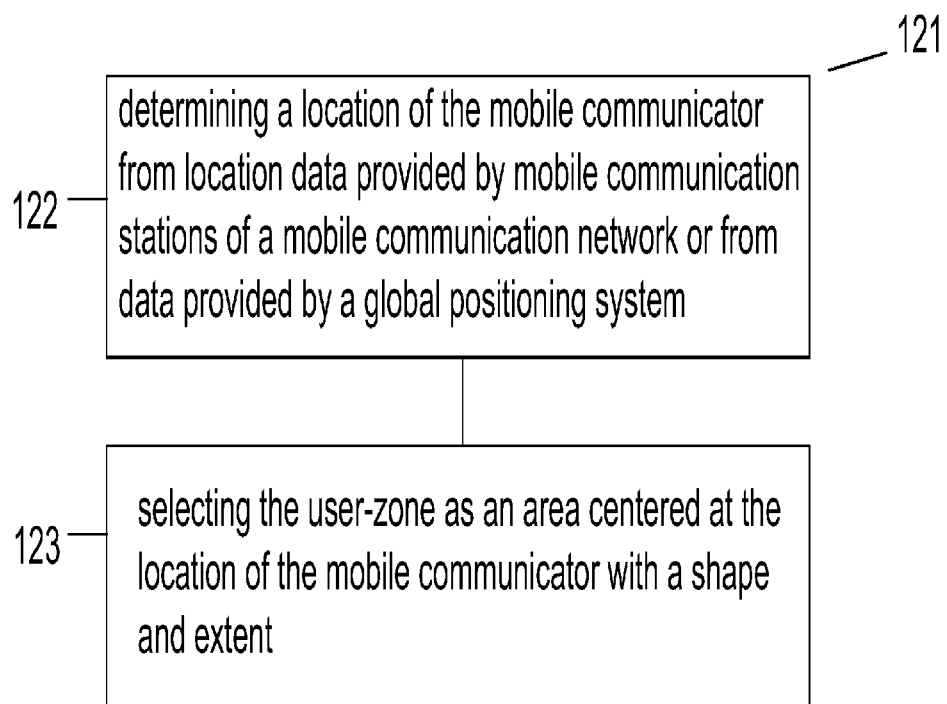 121
122
determining a location of the mobile communicator
from location data provided by mobile communication
stations of a mobile communication network or from
data provided by a global positioning system
123
selecting the user-zone as an area centered at the
location of the mobile communicator with a shape
and extent